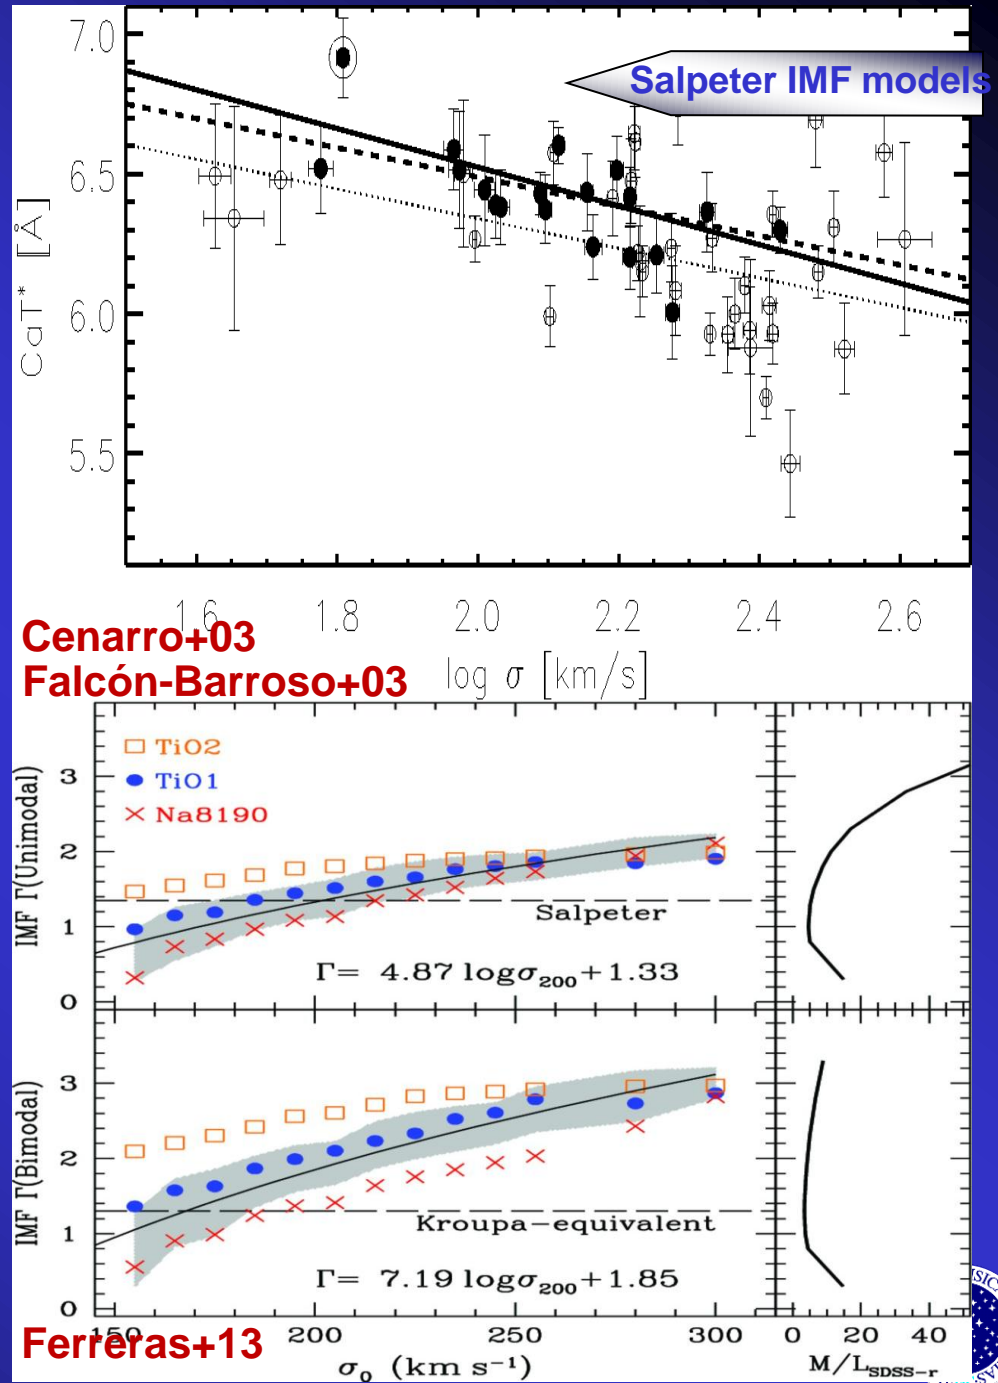 7.0
Salpeter IMF models
6.5
6.0
5.5
CaT* [Å]
1.6 1.8 2.0 2.2 2.4 2.6
log σ [km/s]
Cenarro+03
Falcón-Barroso+03
TiO2
TiO1
Na8190
3
2
1
0
IMF Γ(Unimodal)
Salpeter
Γ= 4.87 logσ200+1.33
3
2
1
0
IMF Γ(Bimodal)
Kroupa-equivalent
Γ= 7.19 logσ200+1.85
150 200 250 300 0 20 40
Ferreras+13
σ0 (km s⁻¹) M/LSDSS-r